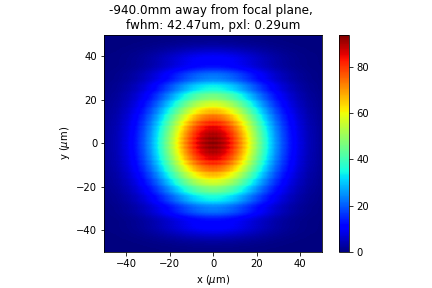 -940.0mm away from focal plane,
fwhm: 42.47um, pxl: 0.29um
40
20
0
−20
−40
y (μm)
−40 −20 0 20 40
x (μm)
80
60
40
20
0